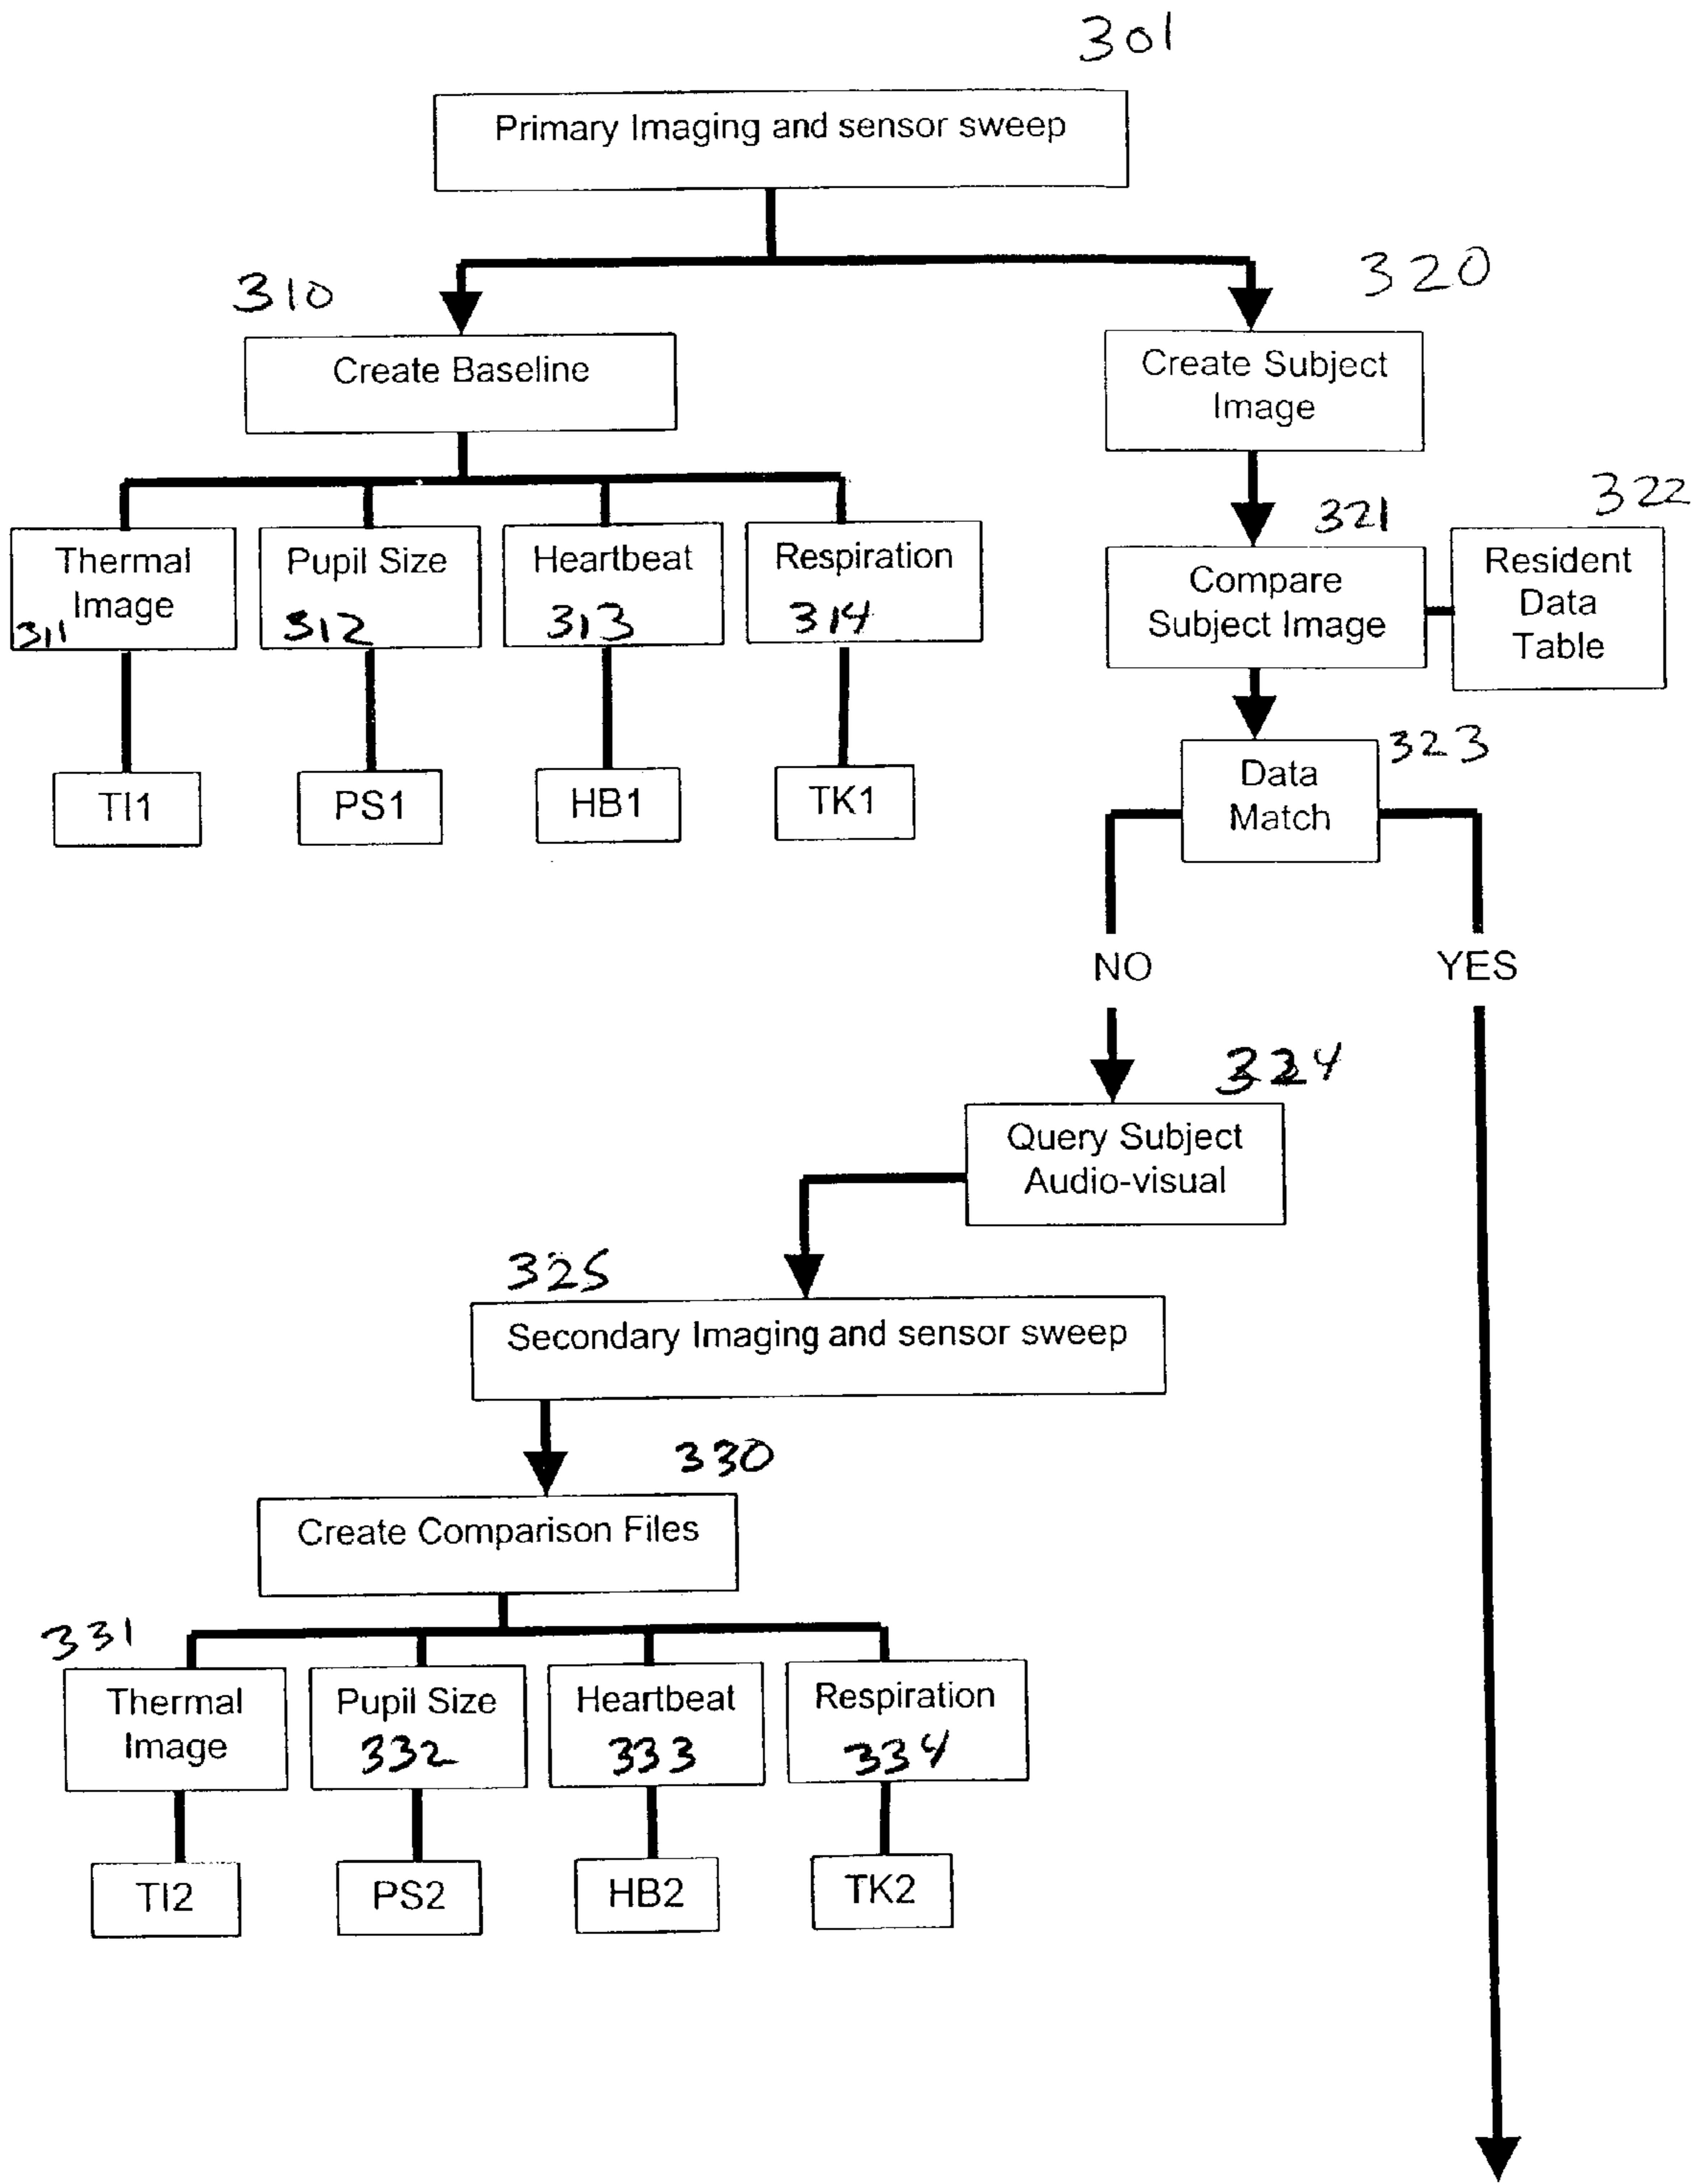 301
Primary Imaging and sensor sweep
310
320
Create Baseline
Create Subject
Image
322
321
Thermal
Image
311
Pupil Size
312
Heartbeat
313
Respiration
314
Compare
Subject Image
Resident
Data
Table
323
Data
Match
TI1
PS1
HB1
TK1
NO
YES
324
Query Subject
Audio-visual
325
Secondary Imaging and sensor sweep
330
Create Comparison Files
331
Thermal
Image
Pupil Size
332
Heartbeat
333
Respiration
334
TI2
PS2
HB2
TK2